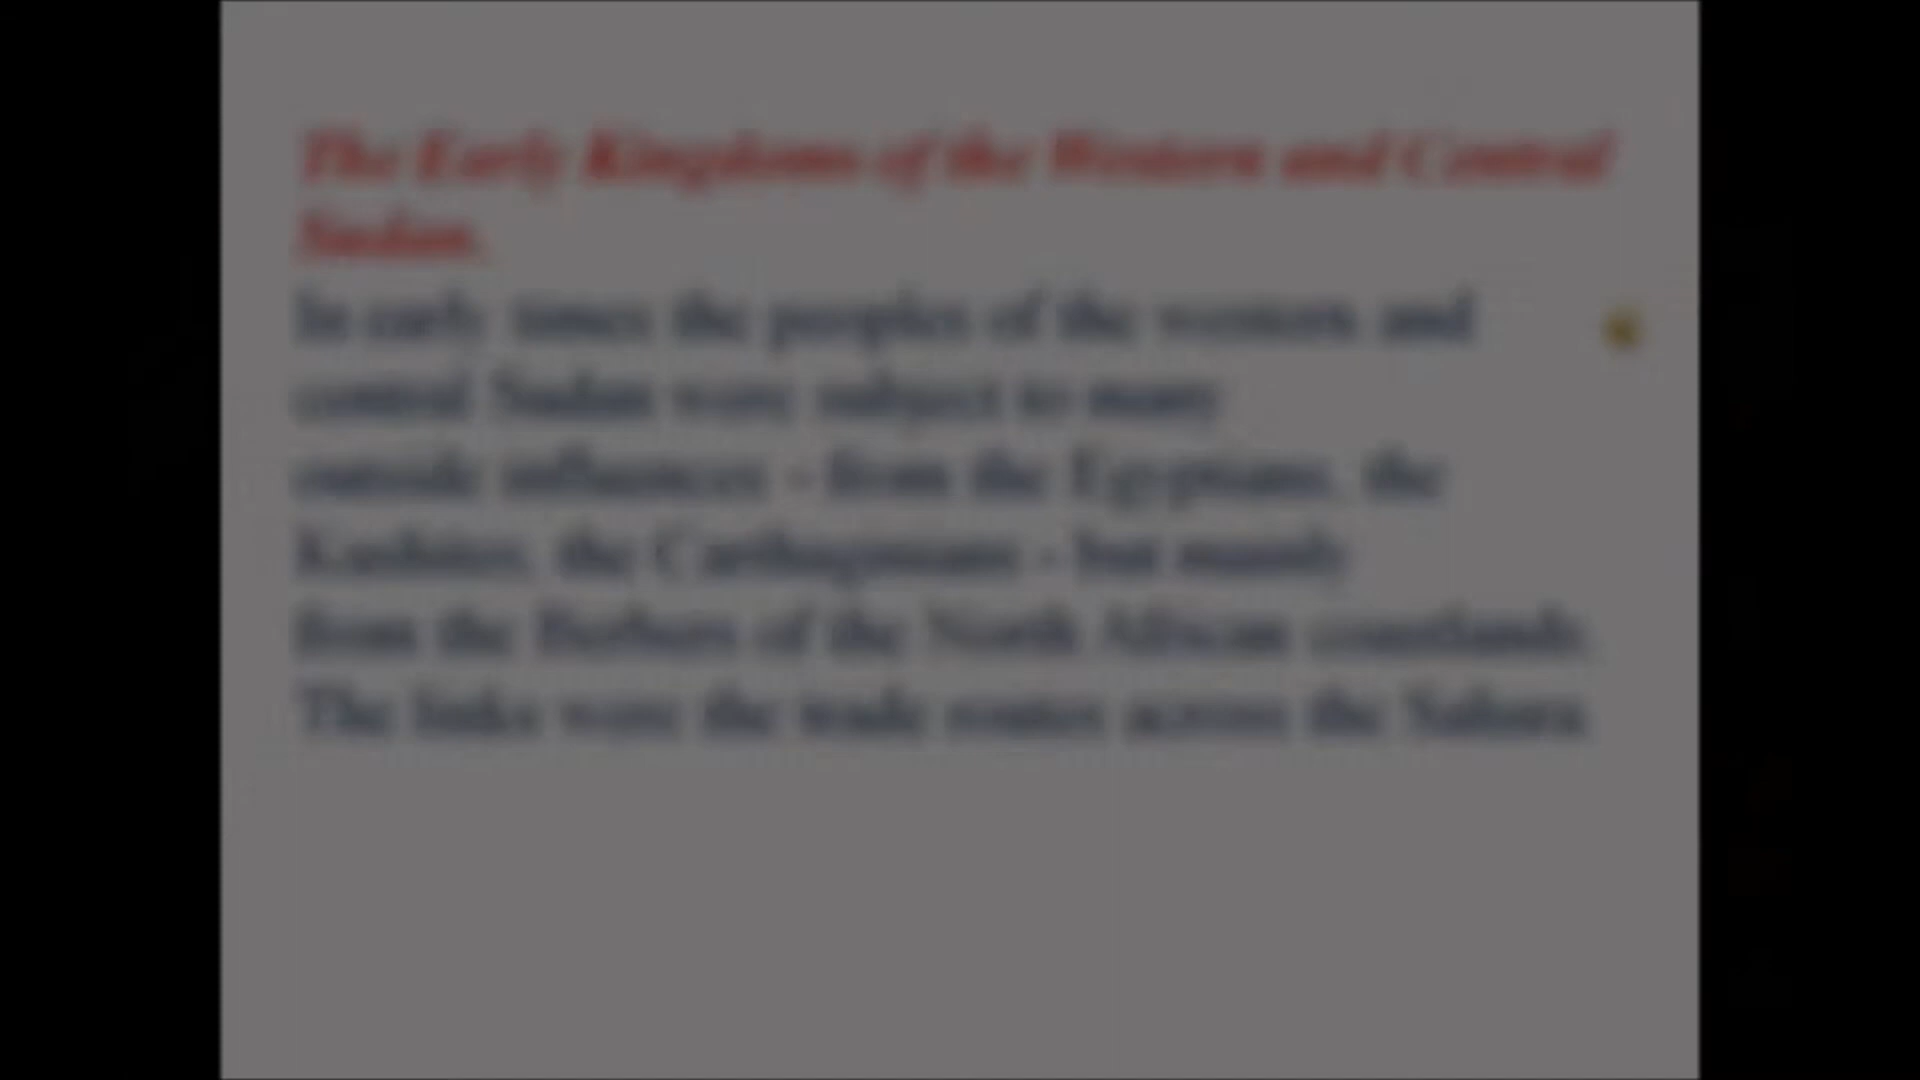 The Early Kingdoms of the Western and Central
Sudan.
In early times the peoples of the western and
central Sudan were subject to many
outside influences - from the Egyptians, the
Kushites, the Carthaginians - but mainly
from the Berbers of the North African coastlands.
The links were the trade routes across the Sahara